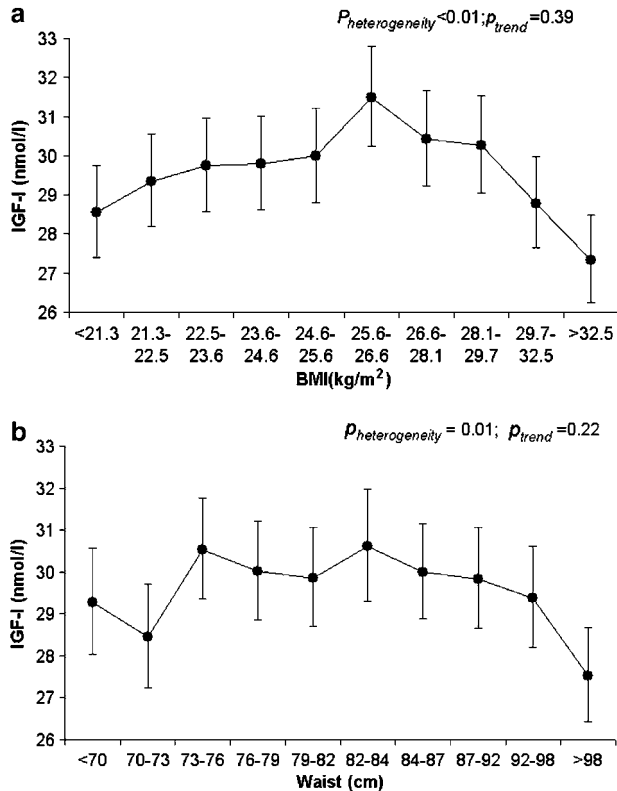 a
P heterogeneity <0.01; p trend =0.39
33
32
31
30
29
28
27
26
IGF-I (nmol/l)
<21.3 21.3-22.5 22.5-23.6 23.6-24.6 24.6-25.6 25.6-26.6 26.6-28.1 28.1-29.7 29.7-32.5 >32.5
BMI(kg/m²)
b
p heterogeneity = 0.01; p trend =0.22
33
32
31
30
29
28
27
26
IGF-I (nmol/l)
<70 70-73 73-76 76-79 79-82 82-84 84-87 87-92 92-98 >98
Waist (cm)